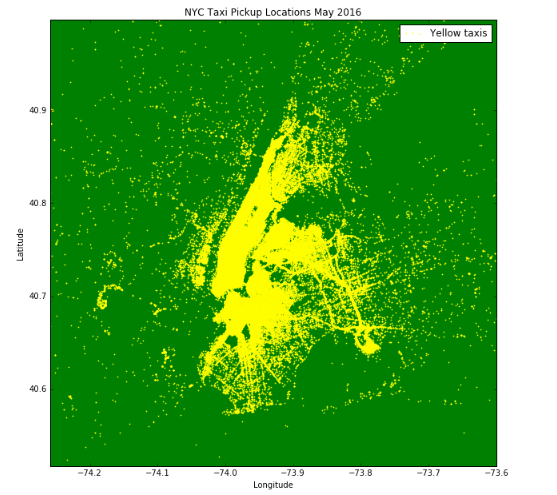 NYC Taxi Pickup Locations May 2016
Yellow taxis
40.9
40.8
40.7
40.6
Latitude
−74.2 −74.1 −74.0 −73.9 −73.8 −73.7 −73.6
Longitude